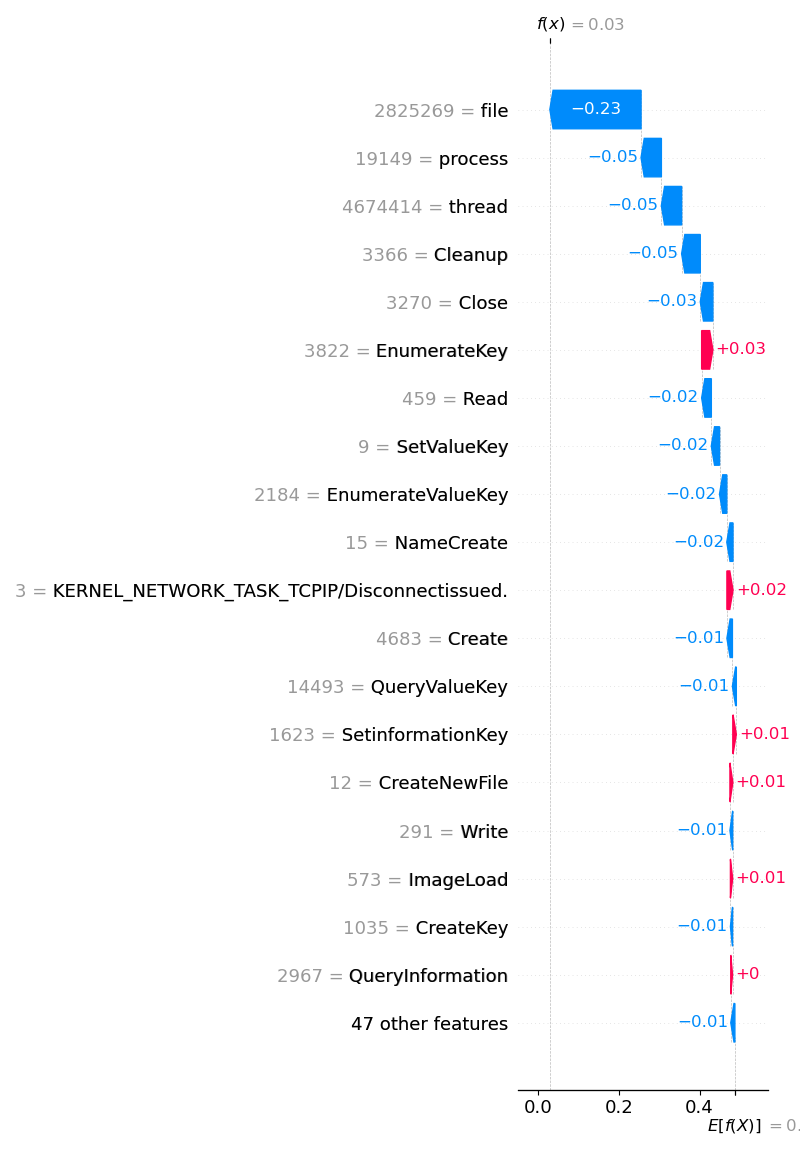 f(x) = 0.03
2825269 = file −0.23
19149 = process −0.05
4674414 = thread −0.05
3366 = Cleanup −0.05
3270 = Close −0.03
3822 = EnumerateKey +0.03
459 = Read −0.02
9 = SetValueKey −0.02
2184 = EnumerateValueKey −0.02
15 = NameCreate −0.02
3 = KERNEL_NETWORK_TASK_TCPIP/Disconnectissued. +0.02
4683 = Create −0.01
14493 = QueryValueKey −0.01
1623 = SetinformationKey +0.01
12 = CreateNewFile +0.01
291 = Write −0.01
573 = ImageLoad +0.01
1035 = CreateKey −0.01
2967 = QueryInformation +0
47 other features −0.01
0.0 0.2 0.4
E[f(X)] = 0.